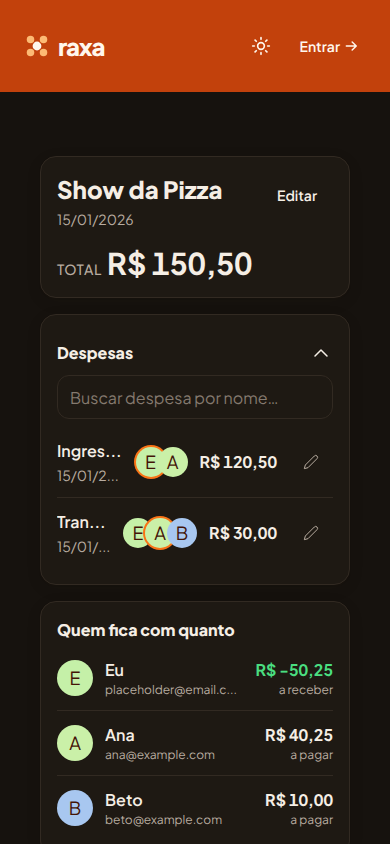 raxa
Entrar →
Show da Pizza
Editar
15/01/2026
TOTAL R$ 150,50
Despesas
Buscar despesa por nome...
Ingres...
E A R$ 120,50
15/01/2...
Tran...
E A B R$ 30,00
15/01/...
Quem fica com quanto
E
Eu R$ -50,25
placeholder@email.c... a receber
A
Ana R$ 40,25
ana@example.com a pagar
B
Beto R$ 10,00
beto@example.com a pagar